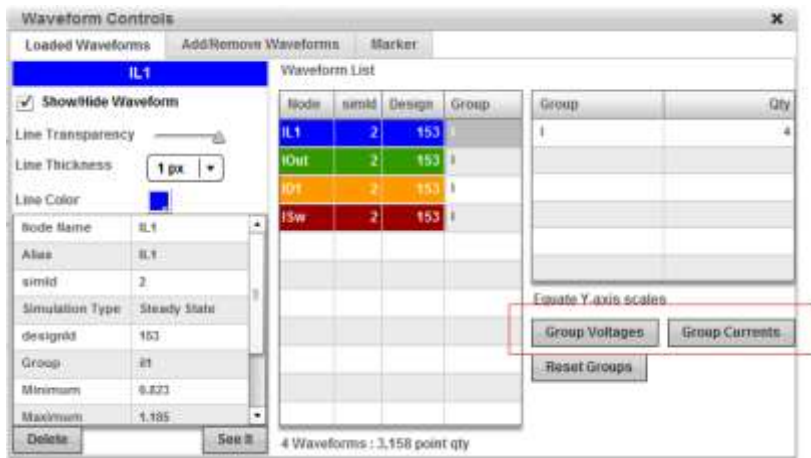 Waveform Controls
Loaded Waveforms Add/Remove Waveforms Marker
IL1
Show/Hide Waveform
Line Transparency
Line Thickness 1 px
Line Color
Node Name IL1
Alias IL1
simId 2
Simulation Type Steady State
designId 153
Group il1
Minimum 0.823
Maximum 1.185
Delete See It
Waveform List
Node simId Design Group
IL1 2 153 I
IOut 2 153 I
2 153 I
ISw 2 153 I
4 Waveforms : 3,158 point qty
Group Qty
I 4
Equate Y-axis scales
Group Voltages Group Currents
Reset Groups